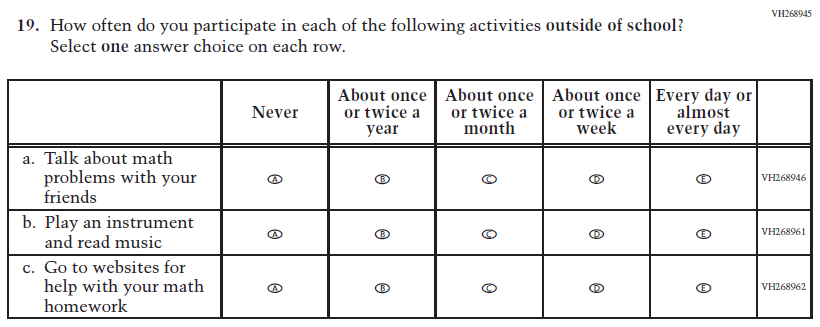 VH268945
19. How often do you participate in each of the following activities outside of school?
Select one answer choice on each row.
Never
About once or twice a year
About once or twice a month
About once or twice a week
Every day or almost every day
a. Talk about math
problems with your
friends
A B C D E VH268946
b. Play an instrument
and read music
A B C D E VH268961
c. Go to websites for
help with your math
homework
A B C D E VH268962